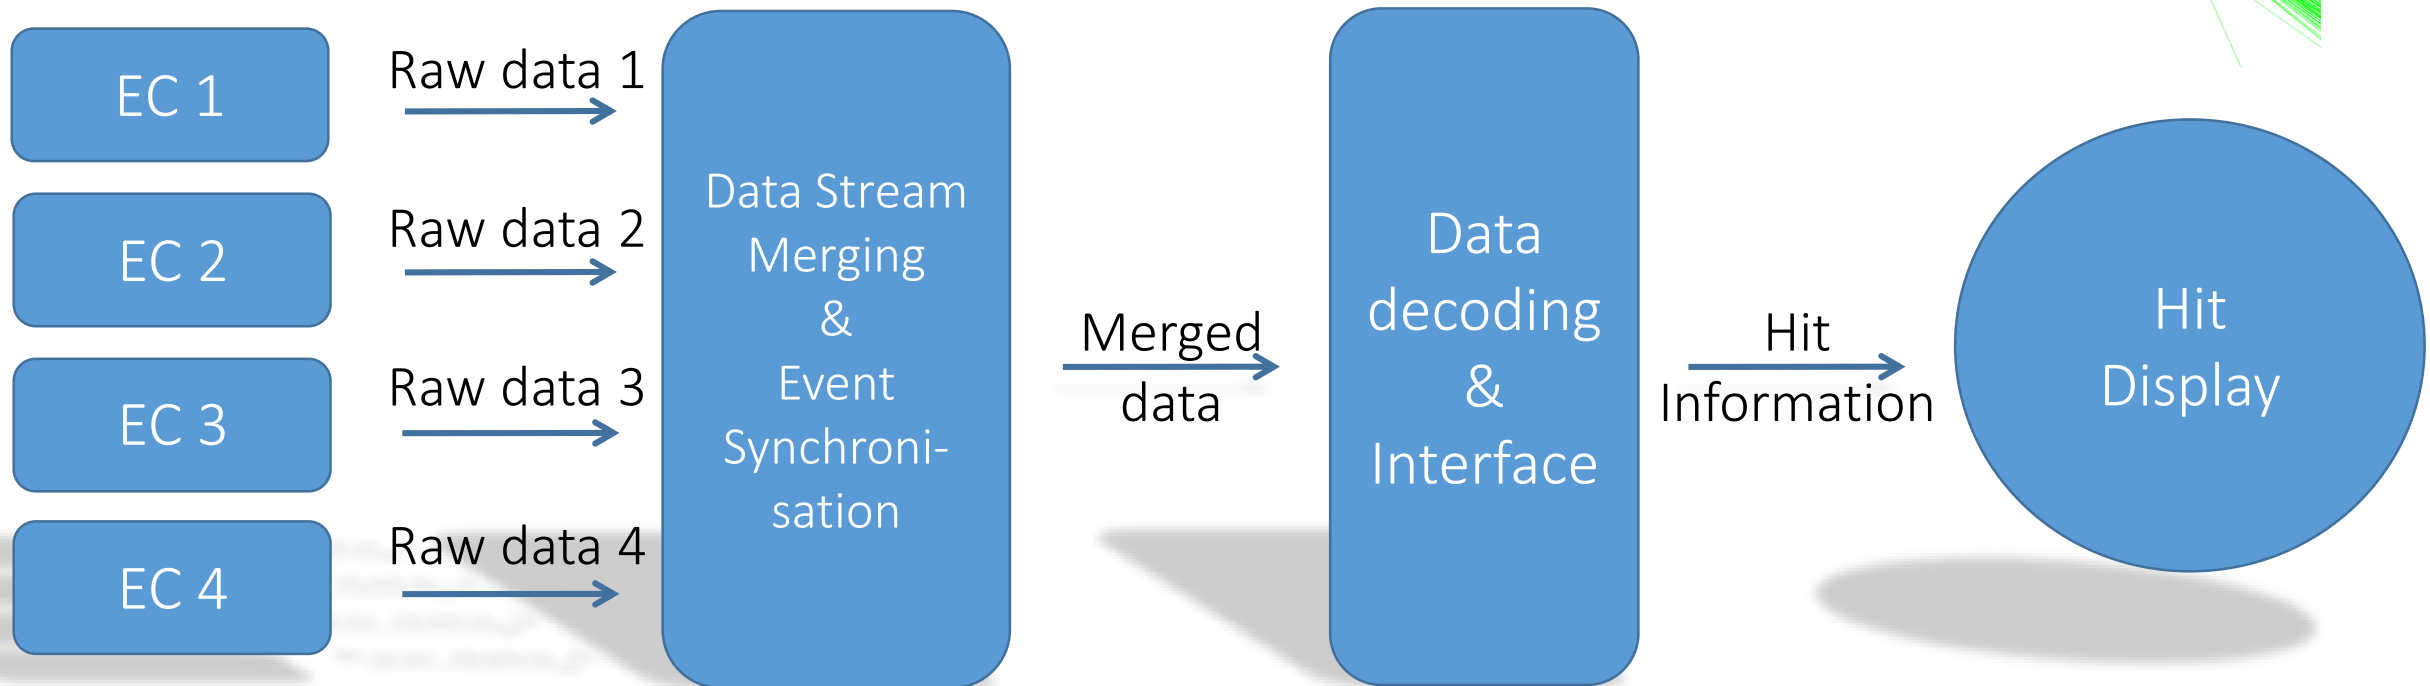 EC 1
Raw data 1
EC 2
Raw data 2
EC 3
Raw data 3
EC 4
Raw data 4
Data Stream
Merging
&
Event
Synchroni-
sation
Merged
data
Data
decoding
&
Interface
Hit
Information
Hit
Display